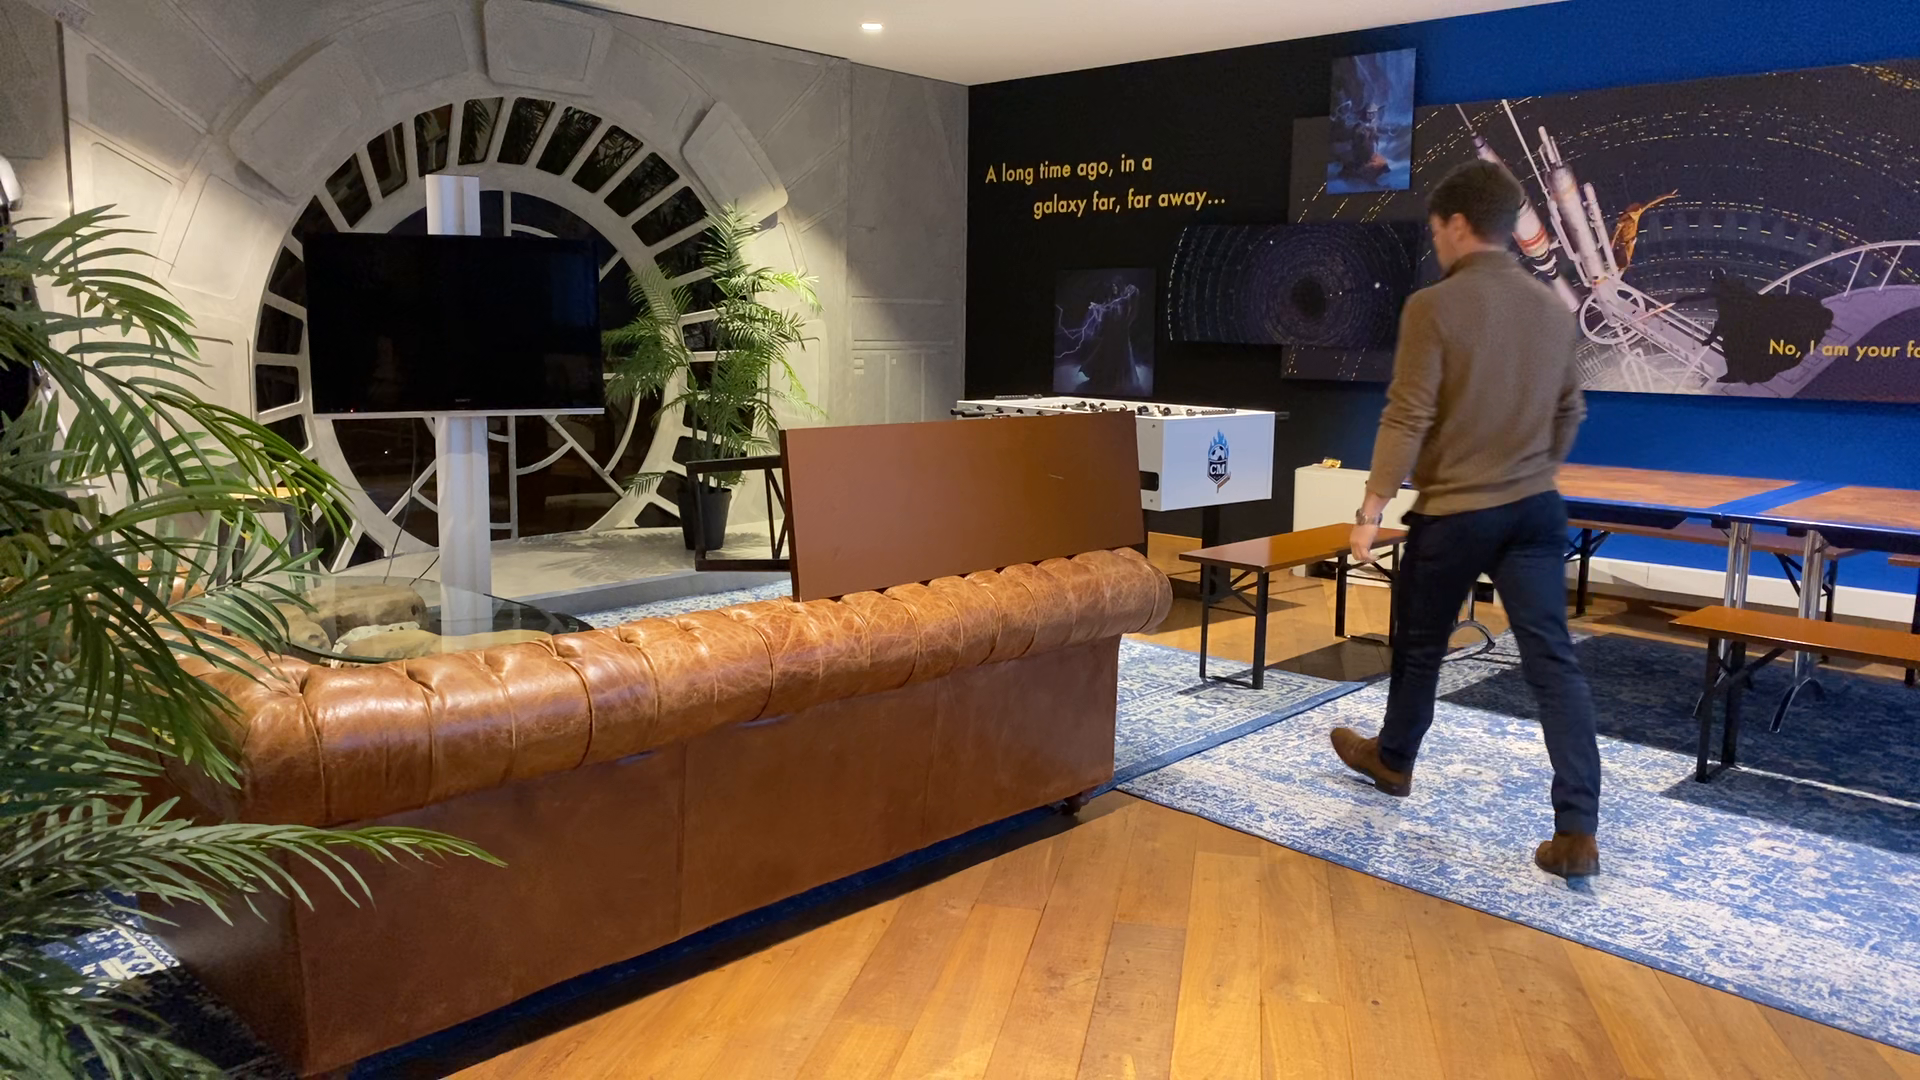 A long time ago, in a
galaxy far, far away...
No, I am your fa
CM